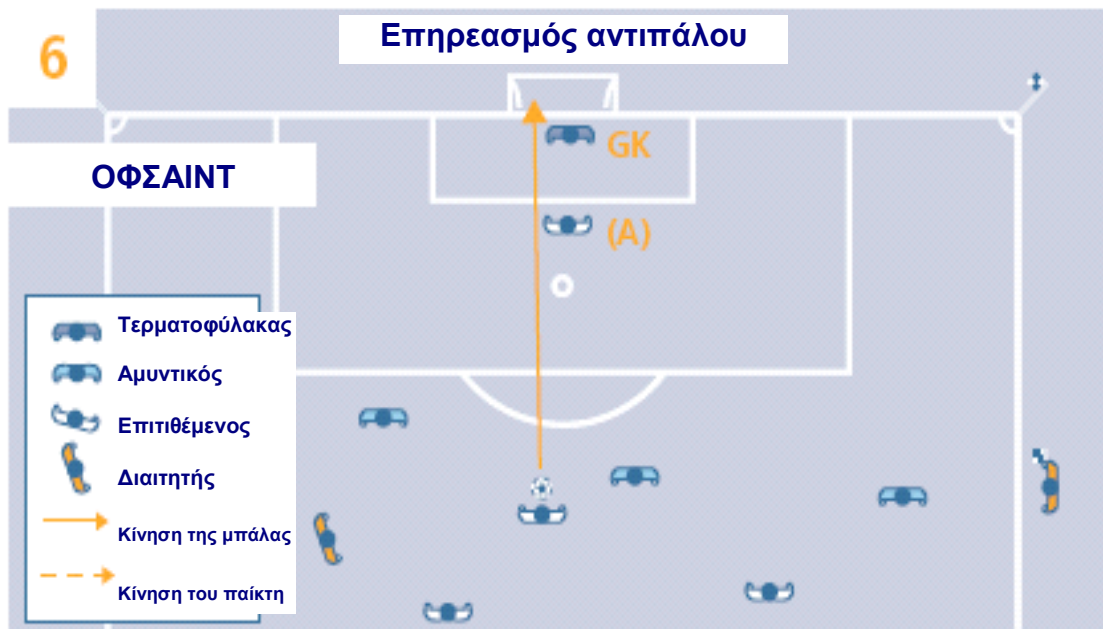 6
Επηρεασμός αντιπάλου
GK
ΟΦΣΑΙΝΤ
(A)
Τερματοφύλακας
Αμυντικός
Επιτιθέμενος
Διαιτητής
Κίνηση της μπάλας
Κίνηση του παίκτη